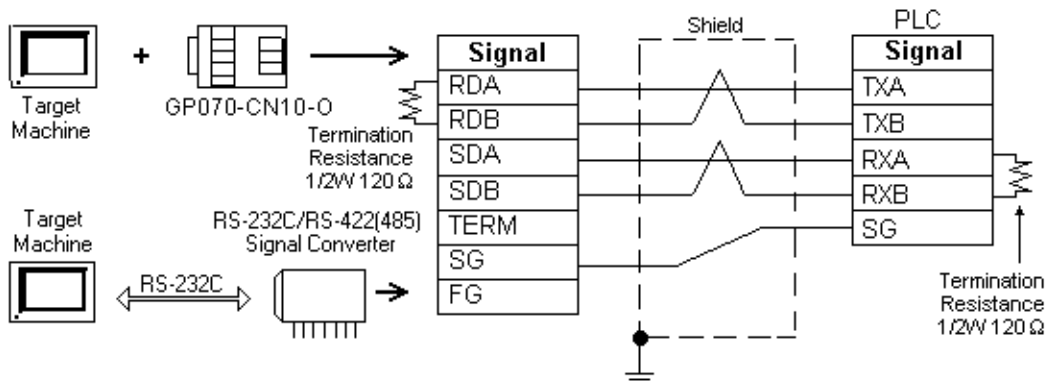 Target
Machine
+
GP070-CN10-O
Termination
Resistance
1/2W 120 Ω
Target
Machine
RS-232C
RS-232C/RS-422(485)
Signal Converter
Signal
RDA
RDB
SDA
SDB
TERM
SG
FG
Shield
PLC
Signal
TXA
TXB
RXA
RXB
SG
Termination
Resistance
1/2W 120 Ω